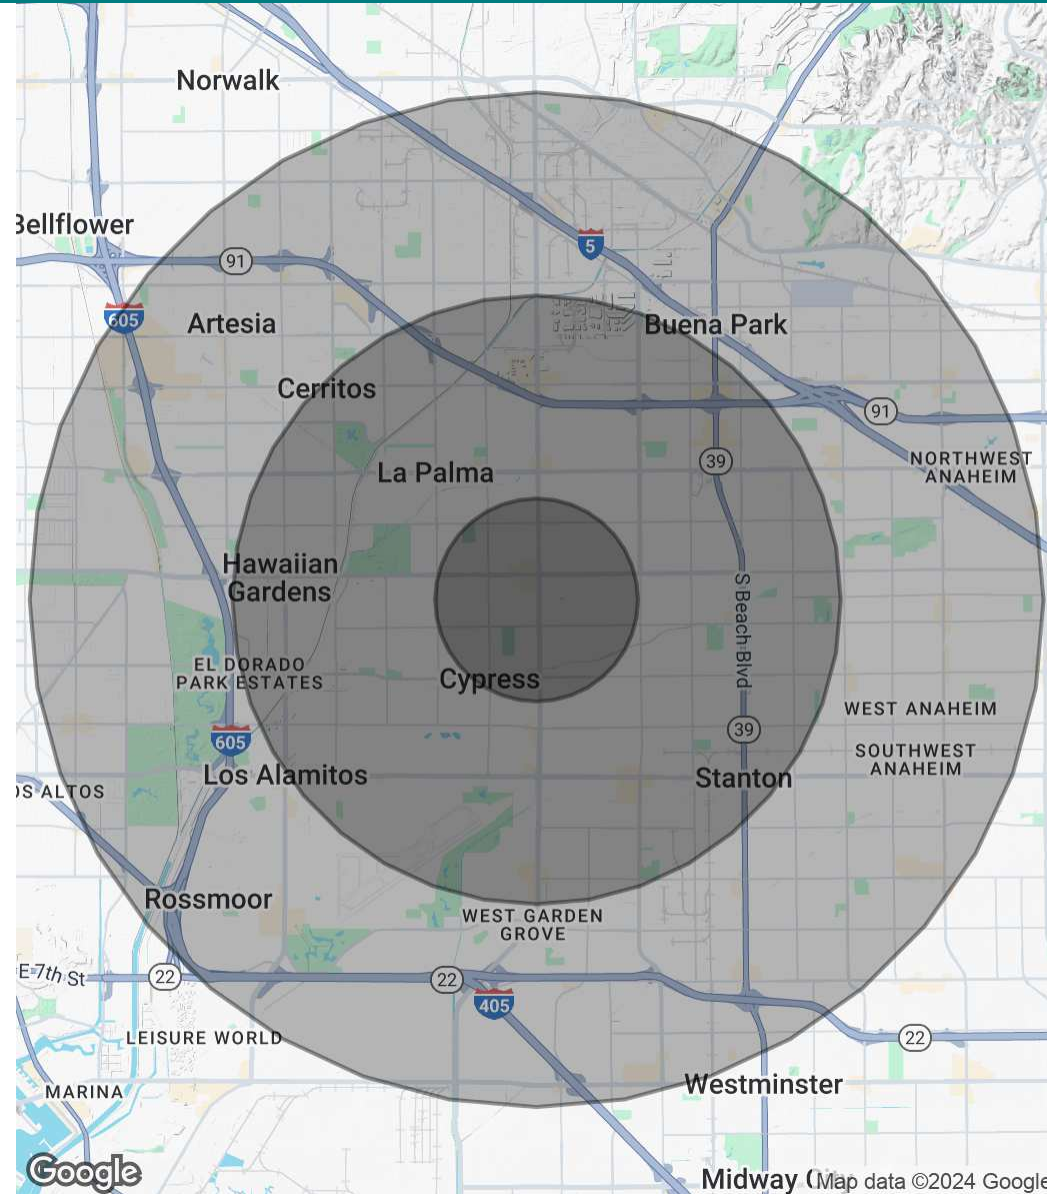 Norwalk
Bellflower
91
5
605
Artesia
Buena Park
Cerritos
91
39
La Palma
NORTHWEST
ANAHEIM
Hawaiian
Gardens
S Beach Blvd
EL DORADO
PARK ESTATES
Cypress
WEST ANAHEIM
39
605
SOUTHWEST
ANAHEIM
Los Alamitos
Stanton
OS ALTOS
Rossmoor
WEST GARDEN
GROVE
E 7th St
22
22
405
LEISURE WORLD
22
MARINA
Westminster
Google
Midway City
Map data ©2024 Google